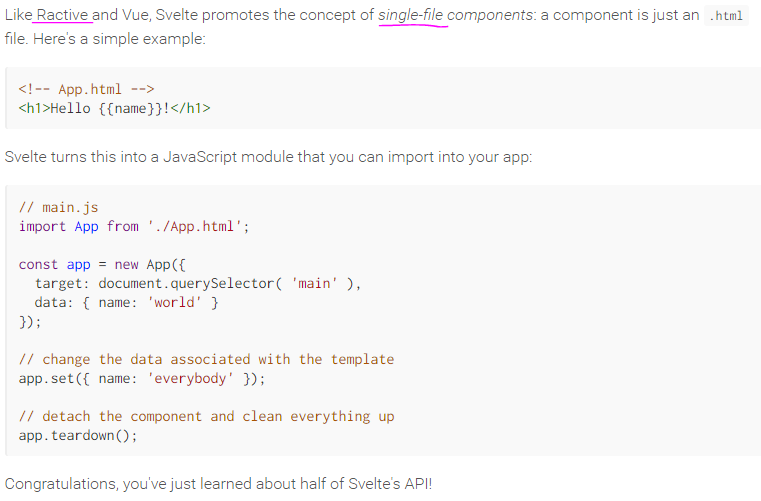 Like Ractive and Vue, Svelte promotes the concept of single-file components: a component is just an .html
file. Here's a simple example:
<!-- App.html -->
<h1>Hello {{name}}!</h1>
Svelte turns this into a JavaScript module that you can import into your app:
// main.js
import App from './App.html';
const app = new App({
  target: document.querySelector( 'main' ),
  data: { name: 'world' }
});
// change the data associated with the template
app.set({ name: 'everybody' });
// detach the component and clean everything up
app.teardown();
Congratulations, you've just learned about half of Svelte's API!